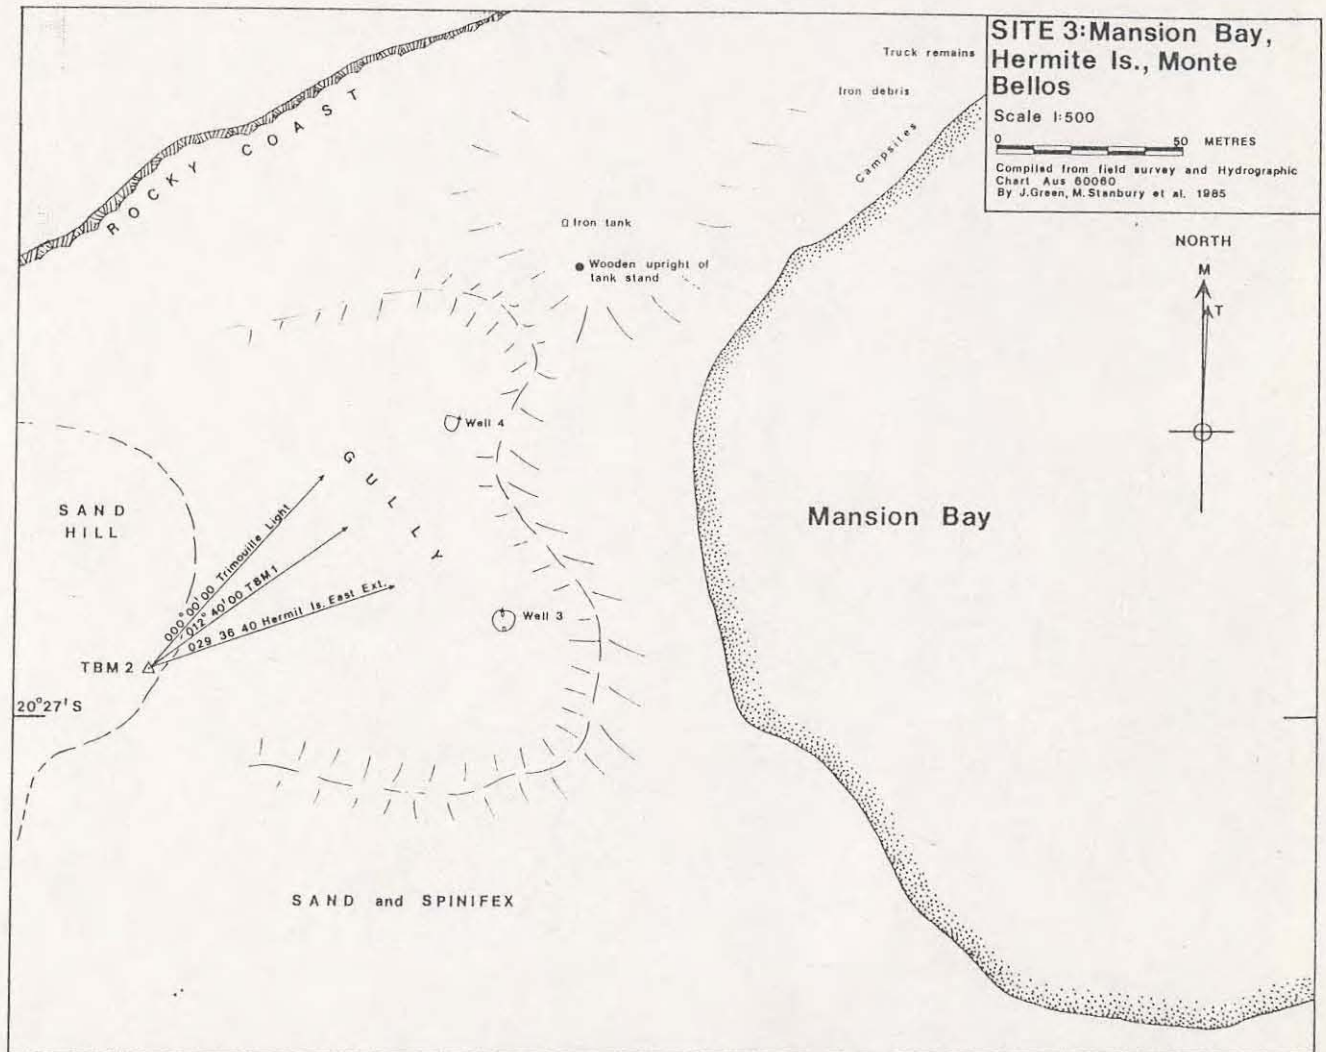 SITE 3:Mansion Bay,
Hermite Is., Monte
Bellos
Scale 1:500
0 50 METRES
Compiled from field survey and Hydrographic
Chart Aus 60060
By J.Green, M.Stanbury et al. 1985
Truck remains
Iron debris
Campsites
ROCKY COAST
Iron tank
Wooden upright of
tank stand
NORTH
M
T
Well 4
GULLY
SAND
HILL
Mansion Bay
000°00'00 Trimouille Light
012°40'00 TBM1
029 36 40 Hermit Is. East Ext.
Well 3
TBM 2
20°27'S
SAND and SPINIFEX